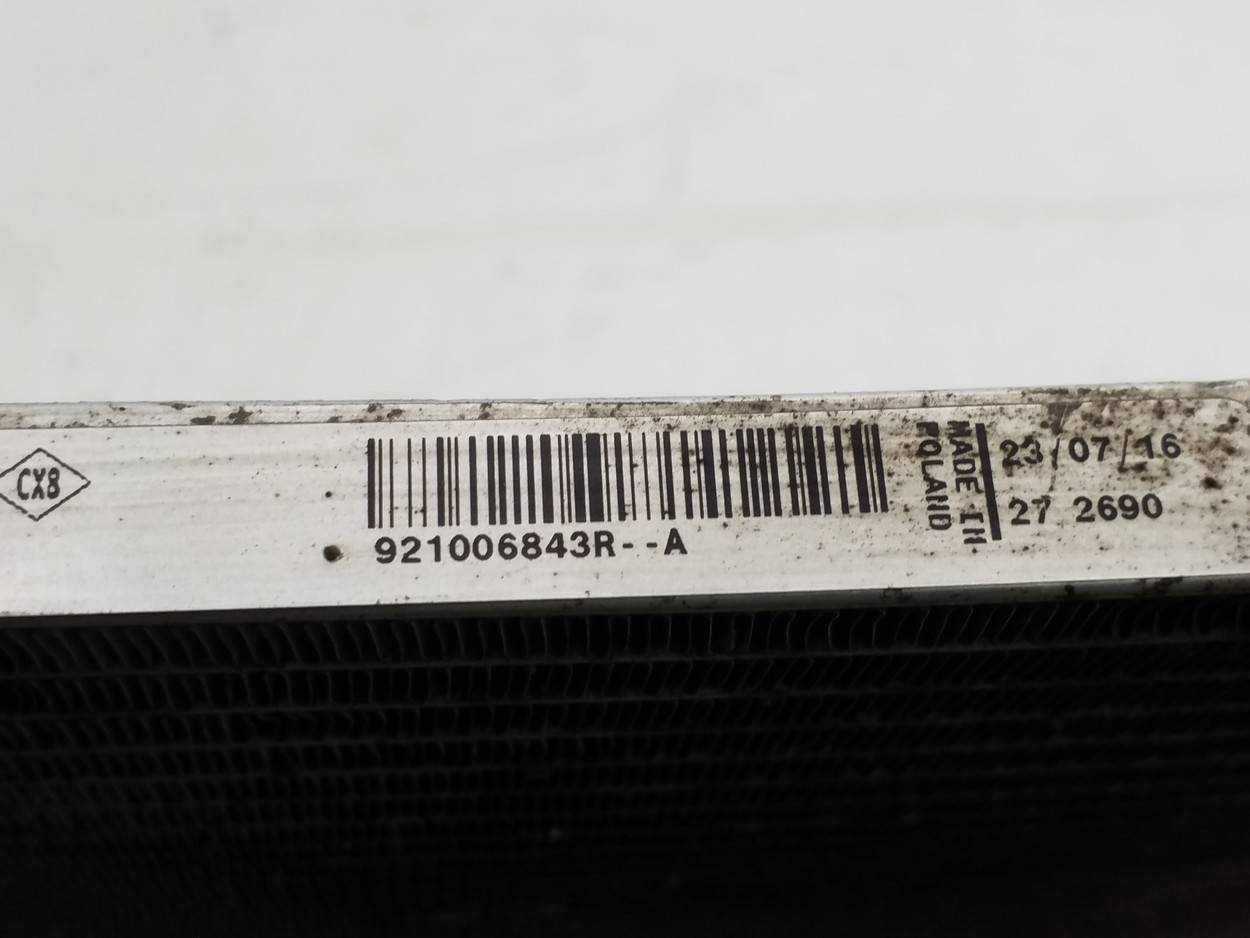 CX8
921006843R--A
MADE IN
POLAND
23/07/16
27 2690